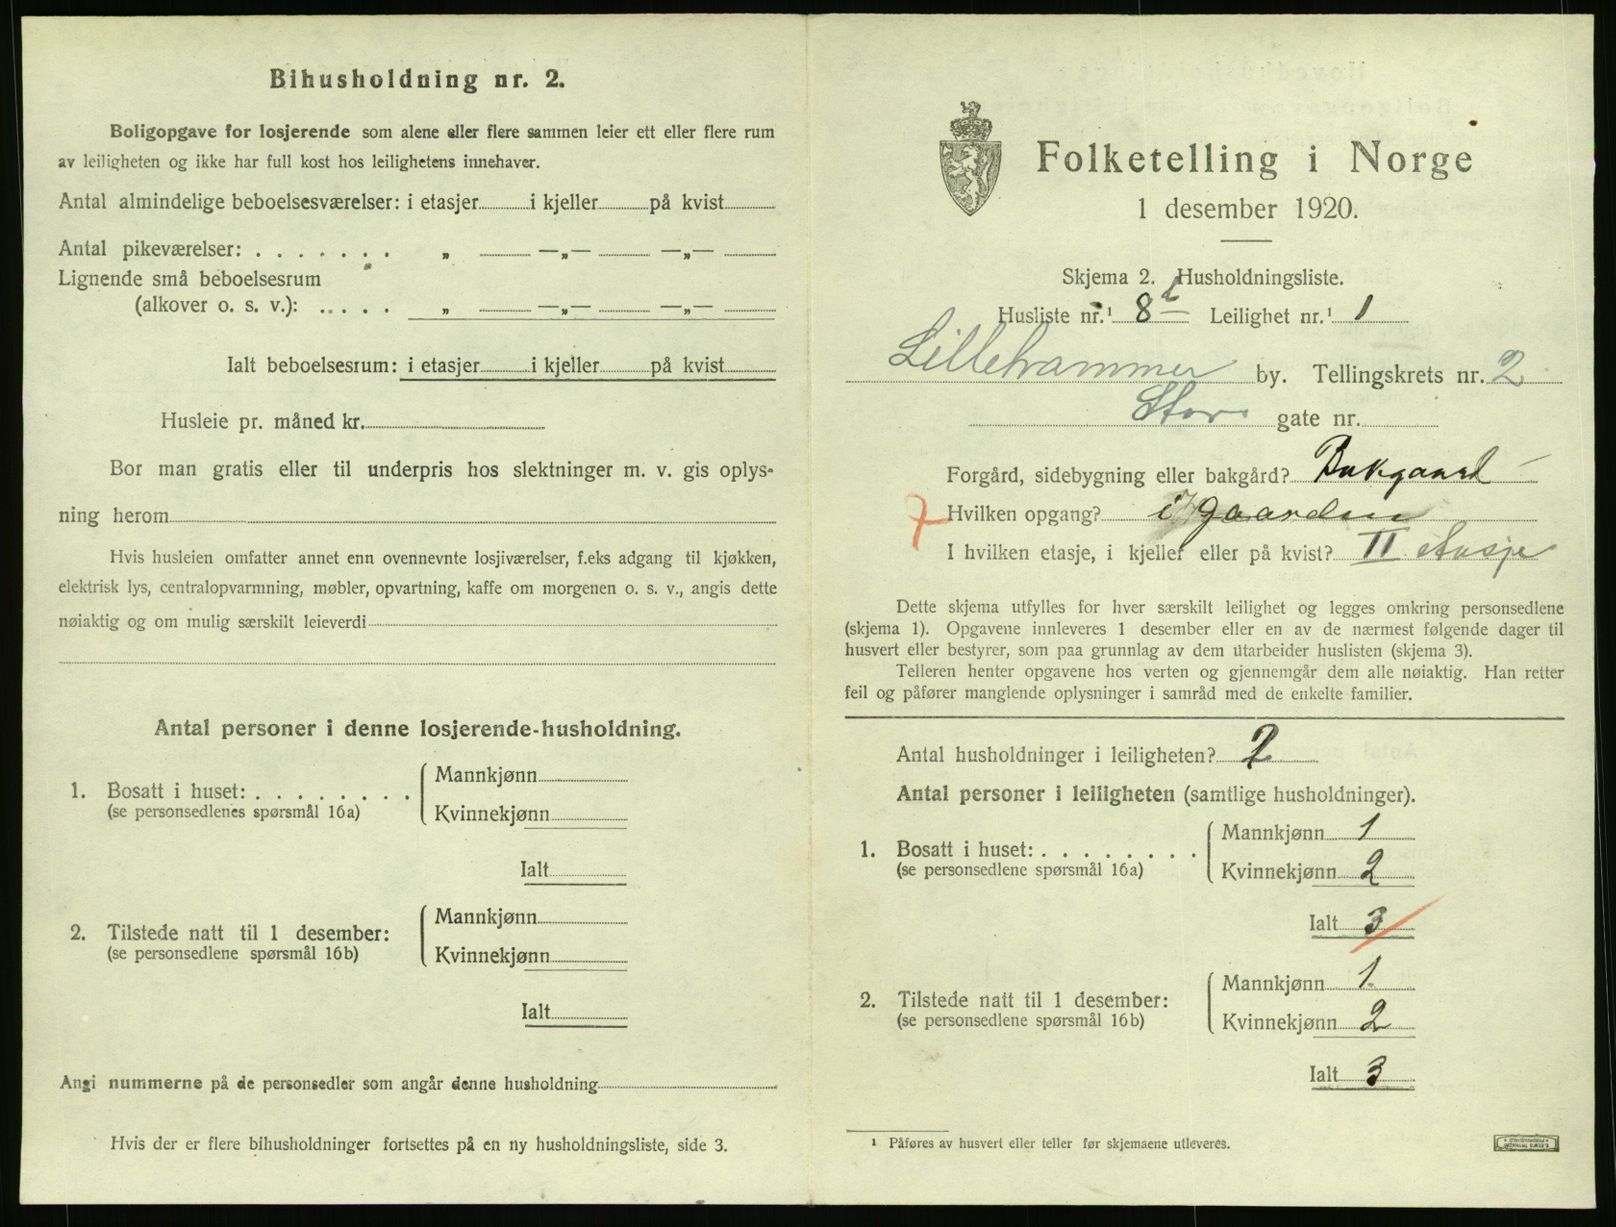 Bihusholdning nr. 2.
Boligopgave for losjerende som alene eller flere sammen leier ett eller flere rum
av leiligheten og ikke har full kost hos leilighetens innehaver.
Antal almindelige beboelsesværelser: i etasjer i kjeller på kvist
Antal pikeværelser: . . . . . . . „ —„— —„—
Lignende små beboelsesrum
(alkover o. s. v.): . . . . . „ —„— —„—
Ialt beboelsesrum: i etasjer i kjeller på kvist
Husleie pr. måned kr.
Bor man gratis eller til underpris hos slektninger m. v. gis oplys-
ning herom
Hvis husleien omfatter annet enn ovennevnte losjiværelser, f.eks adgang til kjøkken,
elektrisk lys, centralopvarmning, møbler, opvartning, kaffe om morgenen o. s. v., angis dette
nøiaktig og om mulig særskilt leieverdi
Antal personer i denne losjerende-husholdning.
1. Bosatt i huset: . . . . . . . . Mannkjønn
(se personsedlenes spørsmål 16a) Kvinnekjønn
Ialt
2. Tilstede natt til 1 desember: Mannkjønn
(se personsedlene spørsmål 16b) Kvinnekjønn
Ialt
Angi nummerne på de personsedler som angår denne husholdning
Hvis der er flere bihusholdninger fortsettes på en ny husholdningsliste, side 3.
Folketelling i Norge
1 desember 1920.
Skjema 2. Husholdningsliste.
Husliste nr.¹ 8 Leilighet nr.¹ 1
Lillehammer by. Tellingskrets nr. 2
Stor gate nr.
Forgård, sidebygning eller bakgård? Bakgaard
7 Hvilken opgang? i gaarden
I hvilken etasje, i kjeller eller på kvist? II etasje
Dette skjema utfylles for hver særskilt leilighet og legges omkring personsedlene
(skjema 1). Opgavene innleveres 1 desember eller en av de nærmest følgende dager til
husvert eller bestyrer, som paa grunnlag av dem utarbeider huslisten (skjema 3).
Telleren henter opgavene hos verten og gjennemgår dem alle nøiaktig. Han retter
feil og påfører manglende oplysninger i samråd med de enkelte familier.
Antal husholdninger i leiligheten? 2
Antal personer i leiligheten (samtlige husholdninger).
1. Bosatt i huset: . . . . . . . . Mannkjønn 1
(se personsedlene spørsmål 16a) Kvinnekjønn 2
Ialt 3
2. Tilstede natt til 1 desember: Mannkjønn 1
(se personsedlene spørsmål 16b) Kvinnekjønn 2
Ialt 3
¹ Påføres av husvert eller teller før skjemaene utleveres.